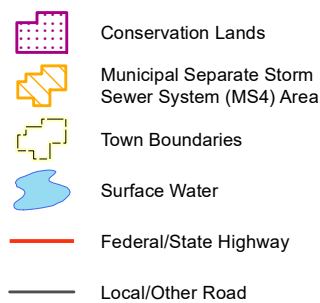 Conservation Lands
Municipal Separate Storm
Sewer System (MS4) Area
Town Boundaries
Surface Water
Federal/State Highway
Local/Other Road